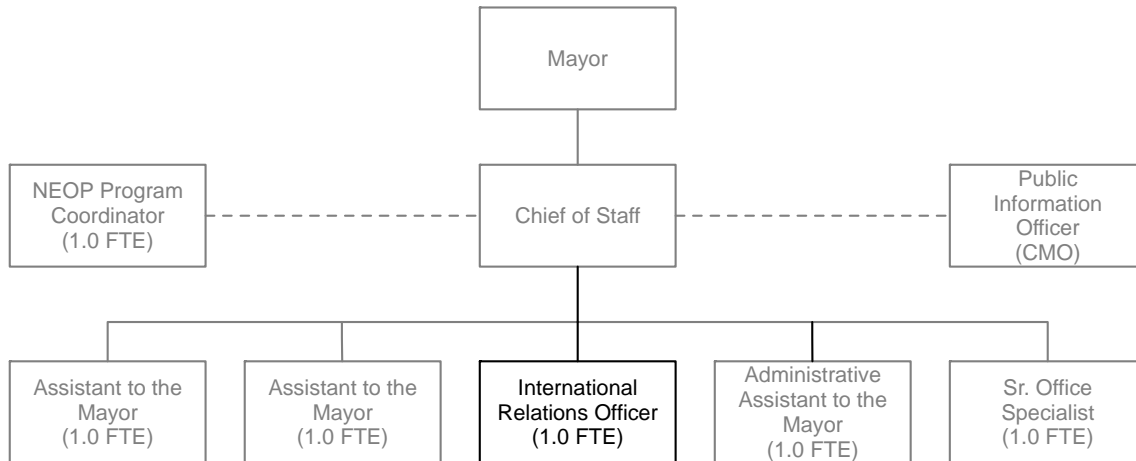 Mayor
NEOP Program
Coordinator
(1.0 FTE)
Chief of Staff
Public
Information
Officer
(CMO)
Assistant to the
Mayor
(1.0 FTE)
Assistant to the
Mayor
(1.0 FTE)
International
Relations Officer
(1.0 FTE)
Administrative
Assistant to the
Mayor
(1.0 FTE)
Sr. Office
Specialist
(1.0 FTE)